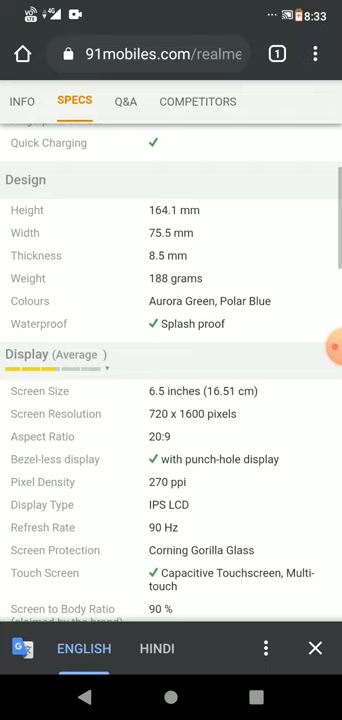 VO LTE 4G 8:33
91mobiles.com/realme 1
INFO SPECS Q&A COMPETITORS
Quick Charging
Design
Height 164.1 mm
Width 75.5 mm
Thickness 8.5 mm
Weight 188 grams
Colours Aurora Green, Polar Blue
Waterproof Splash proof
Display (Average )
Screen Size 6.5 inches (16.51 cm)
Screen Resolution 720 x 1600 pixels
Aspect Ratio 20:9
Bezel-less display with punch-hole display
Pixel Density 270 ppi
Display Type IPS LCD
Refresh Rate 90 Hz
Screen Protection Corning Gorilla Glass
Touch Screen Capacitive Touchscreen, Multi-
touch
Screen to Body Ratio 90 %
ENGLISH HINDI